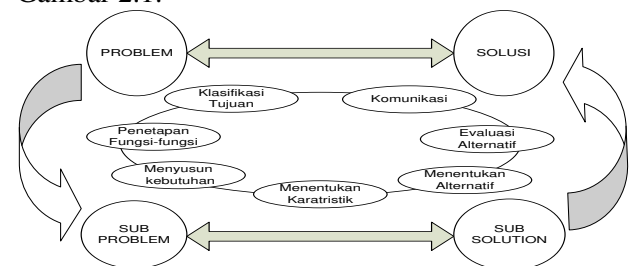 Gambar 2.1.
PROBLEM
SOLUSI
Klasifikasi
Tujuan
Komunikasi
Penetapan
Fungsi-fungsi
Evaluasi
Alternatif
Menyusun
kebutuhan
Menentukan
Alternatif
Menentukan
Karatristik
SUB
PROBLEM
SUB
SOLUTION